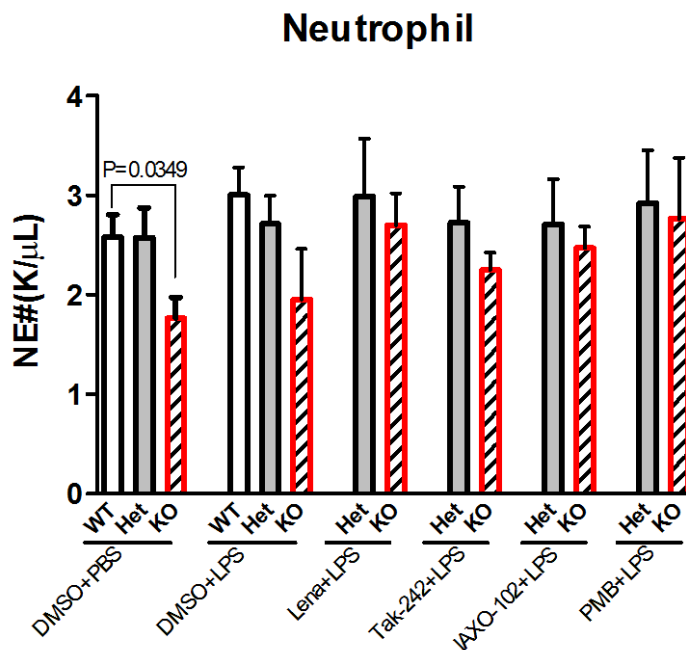 Neutrophil
NE#(K/μL)
4
3
2
1
0
P=0.0349
WT Het KO WT Het KO Het KO Het KO Het KO Het KO
DMSO+PBS DMSO+LPS Lena+LPS Tak-242+LPS IAXO-102+LPS PMB+LPS